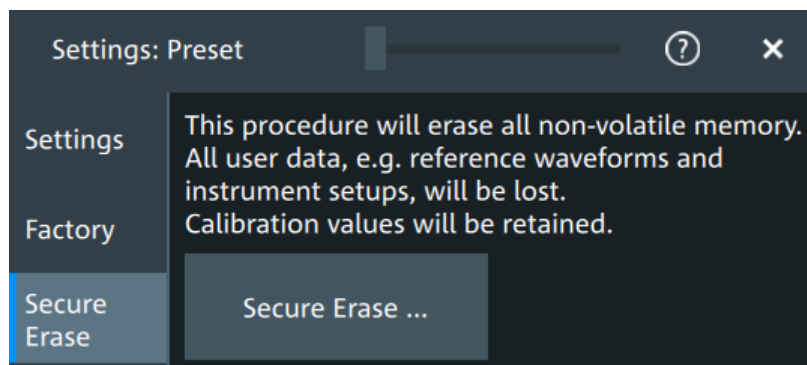 Settings: Preset
?
×
Settings
Factory
Secure
Erase
This procedure will erase all non-volatile memory.
All user data, e.g. reference waveforms and
instrument setups, will be lost.
Calibration values will be retained.
Secure Erase ...